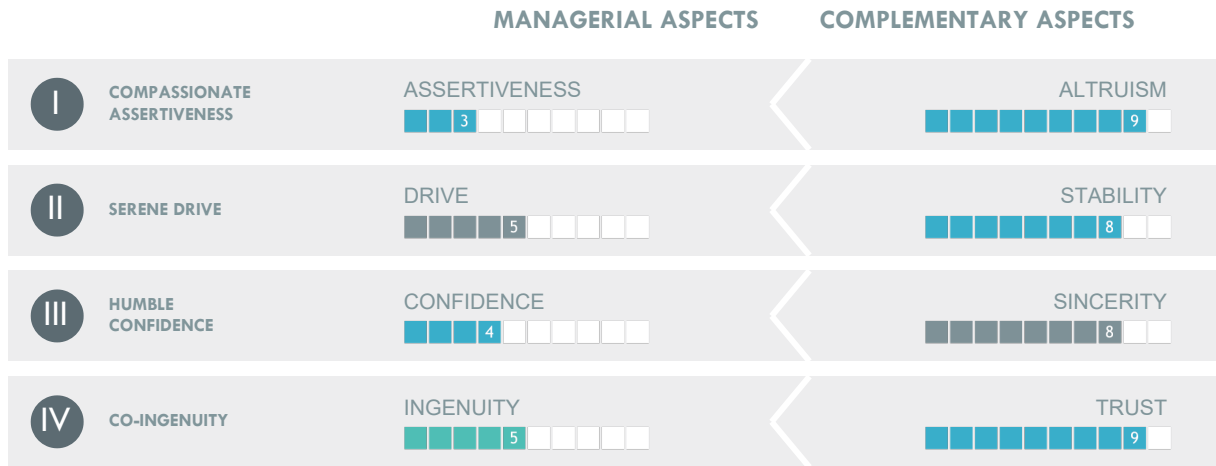 MANAGERIAL ASPECTS
COMPLEMENTARY ASPECTS
I
COMPASSIONATE
ASSERTIVENESS
ASSERTIVENESS
3
ALTRUISM
9
II
SERENE DRIVE
DRIVE
5
STABILITY
8
III
HUMBLE
CONFIDENCE
CONFIDENCE
4
SINCERITY
8
IV
CO-INGENUITY
INGENUITY
5
TRUST
9